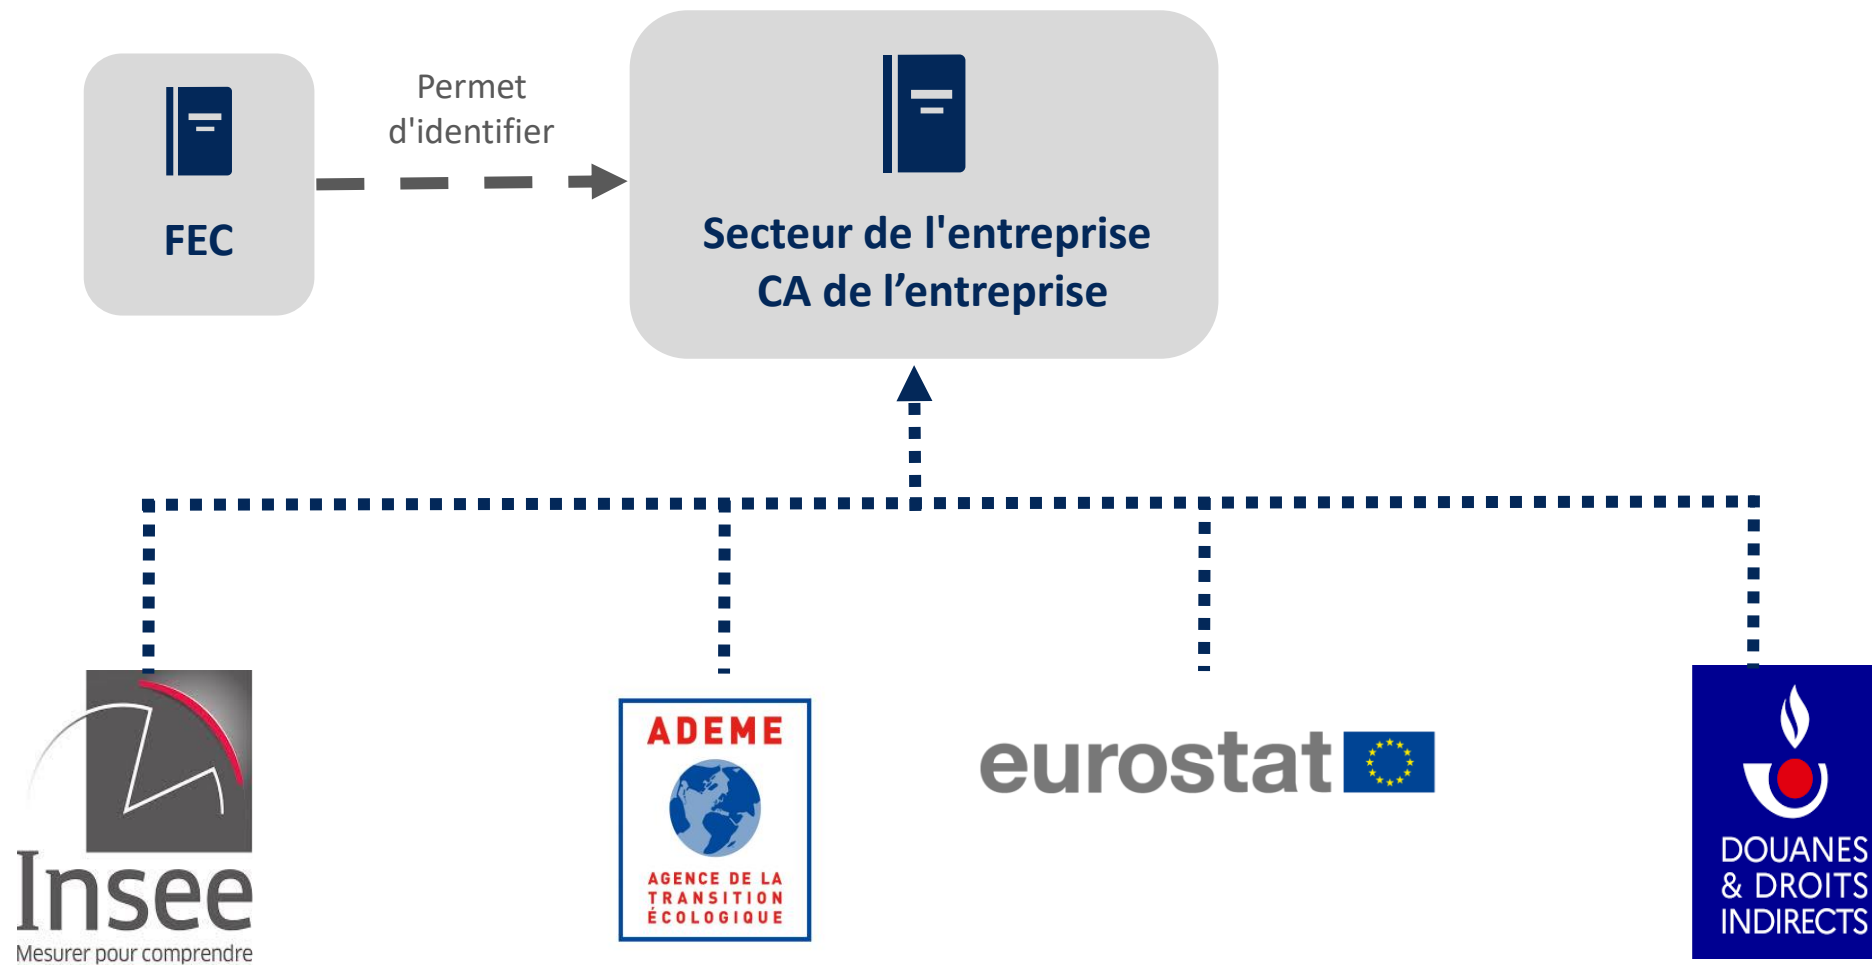 Permet
d'identifier
FEC
Secteur de l'entreprise
CA de l’entreprise
Insee
Mesurer pour comprendre
ADEME
AGENCE DE LA
TRANSITION
ÉCOLOGIQUE
eurostat
DOUANES
& DROITS
INDIRECTS